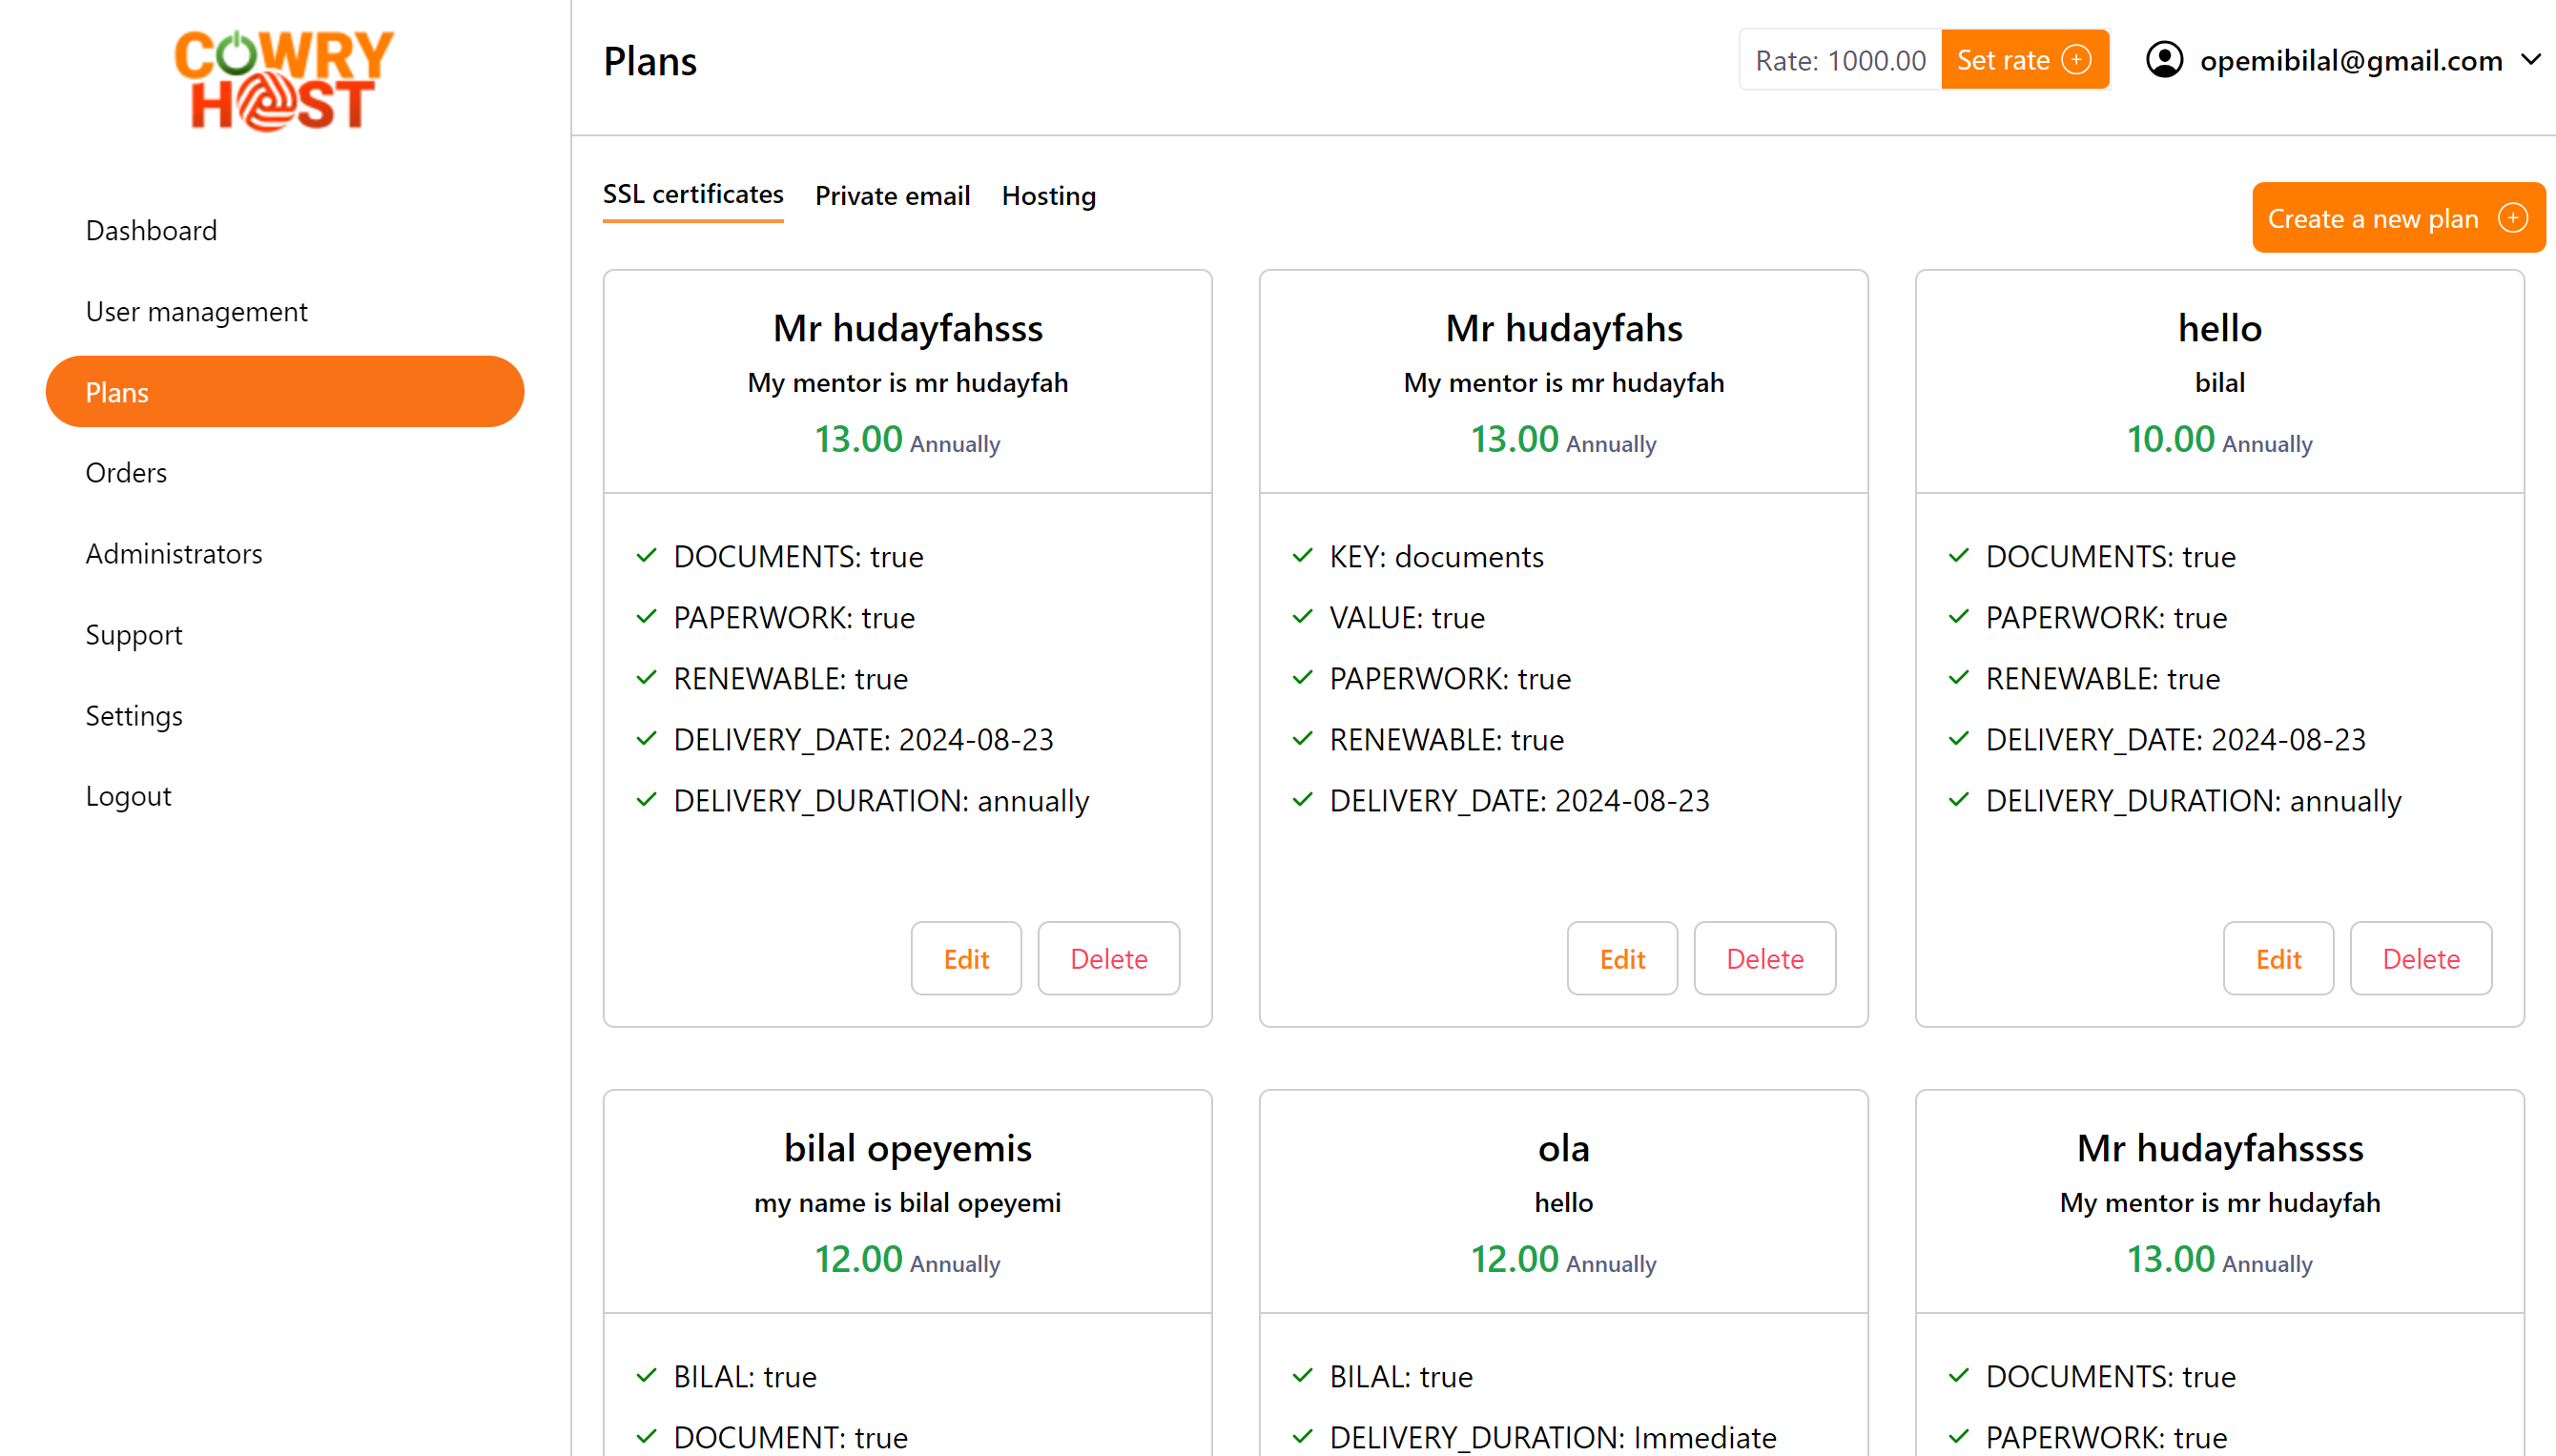 COWRY
HOST
Dashboard
User management
Plans
Orders
Administrators
Support
Settings
Logout
Plans
Rate: 1000.00
Set rate
opemibilal@gmail.com
SSL certificates
Private email
Hosting
Create a new plan
Mr hudayfahsss
My mentor is mr hudayfah
13.00 Annually
DOCUMENTS: true
PAPERWORK: true
RENEWABLE: true
DELIVERY_DATE: 2024-08-23
DELIVERY_DURATION: annually
Edit
Delete
Mr hudayfahs
My mentor is mr hudayfah
13.00 Annually
KEY: documents
VALUE: true
PAPERWORK: true
RENEWABLE: true
DELIVERY_DATE: 2024-08-23
Edit
Delete
hello
bilal
10.00 Annually
DOCUMENTS: true
PAPERWORK: true
RENEWABLE: true
DELIVERY_DATE: 2024-08-23
DELIVERY_DURATION: annually
Edit
Delete
bilal opeyemis
my name is bilal opeyemi
12.00 Annually
BILAL: true
DOCUMENT: true
ola
hello
12.00 Annually
BILAL: true
DELIVERY_DURATION: Immediate
Mr hudayfahssss
My mentor is mr hudayfah
13.00 Annually
DOCUMENTS: true
PAPERWORK: true